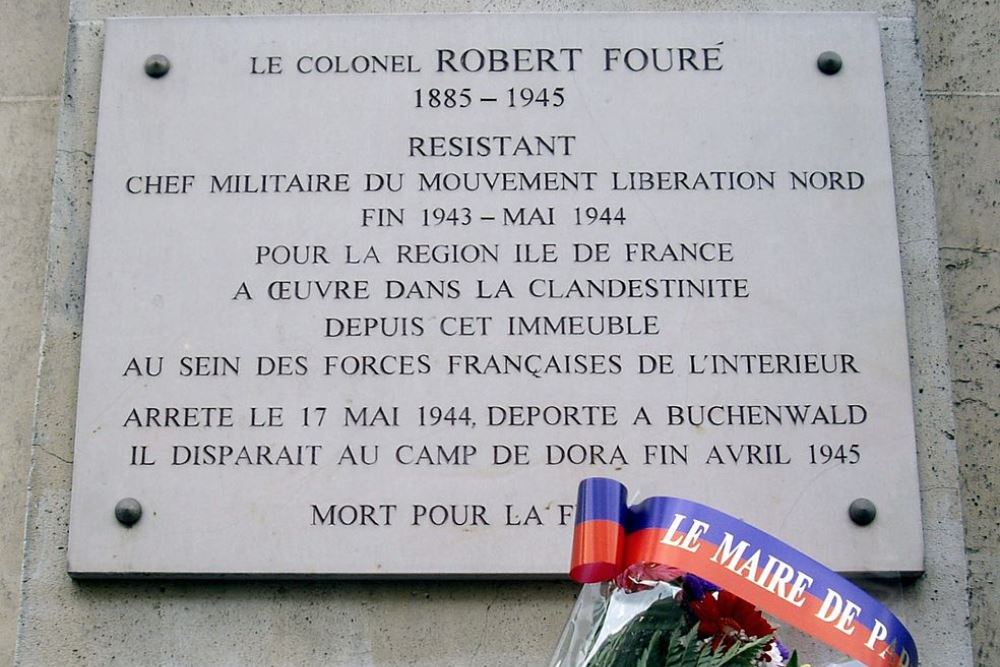 LE COLONEL ROBERT FOURÉ
1885 – 1945
RESISTANT
CHEF MILITAIRE DU MOUVEMENT LIBERATION NORD
FIN 1943 – MAI 1944
POUR LA REGION ILE DE FRANCE
A ŒUVRE DANS LA CLANDESTINITE
DEPUIS CET IMMEUBLE
AU SEIN DES FORCES FRANÇAISES DE L'INTERIEUR
ARRETE LE 17 MAI 1944, DEPORTE A BUCHENWALD
IL DISPARAIT AU CAMP DE DORA FIN AVRIL 1945
MORT POUR LA
LE MAIRE DE